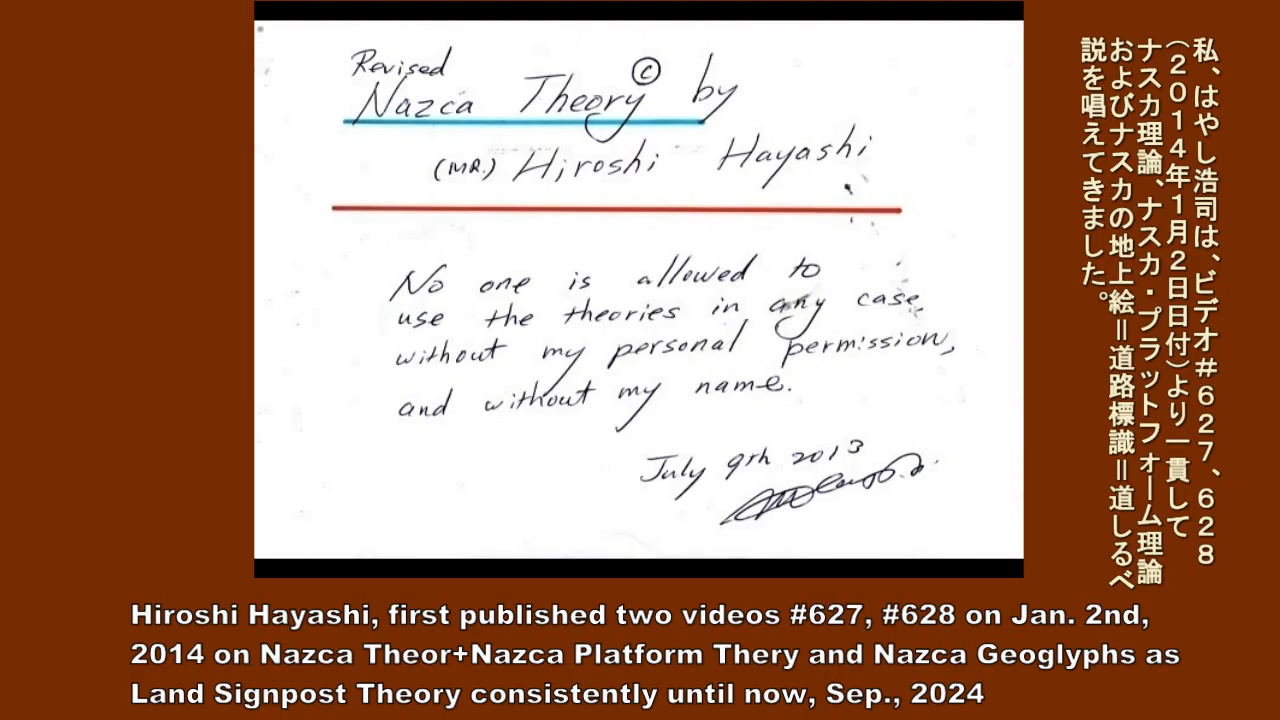 Revised
Nazca Theory © by
(MR.) Hiroshi Hayashi
No one is allowed to
use the theories in any case
without my personal permission,
and without my name.
July 9th 2013
私、はやし浩司は、ビデオ＃６２７、６２８
（２０１４年１月２日日付）より一貫して
ナスカ理論、ナスカ・プラットフォーム理論
およびナスカの地上絵＝道路標識＝道しるべ
説を唱えてきました。
Hiroshi Hayashi, first published two videos #627, #628 on Jan. 2nd,
2014 on Nazca Theor+Nazca Platform Thery and Nazca Geoglyphs as
Land Signpost Theory consistently until now, Sep., 2024